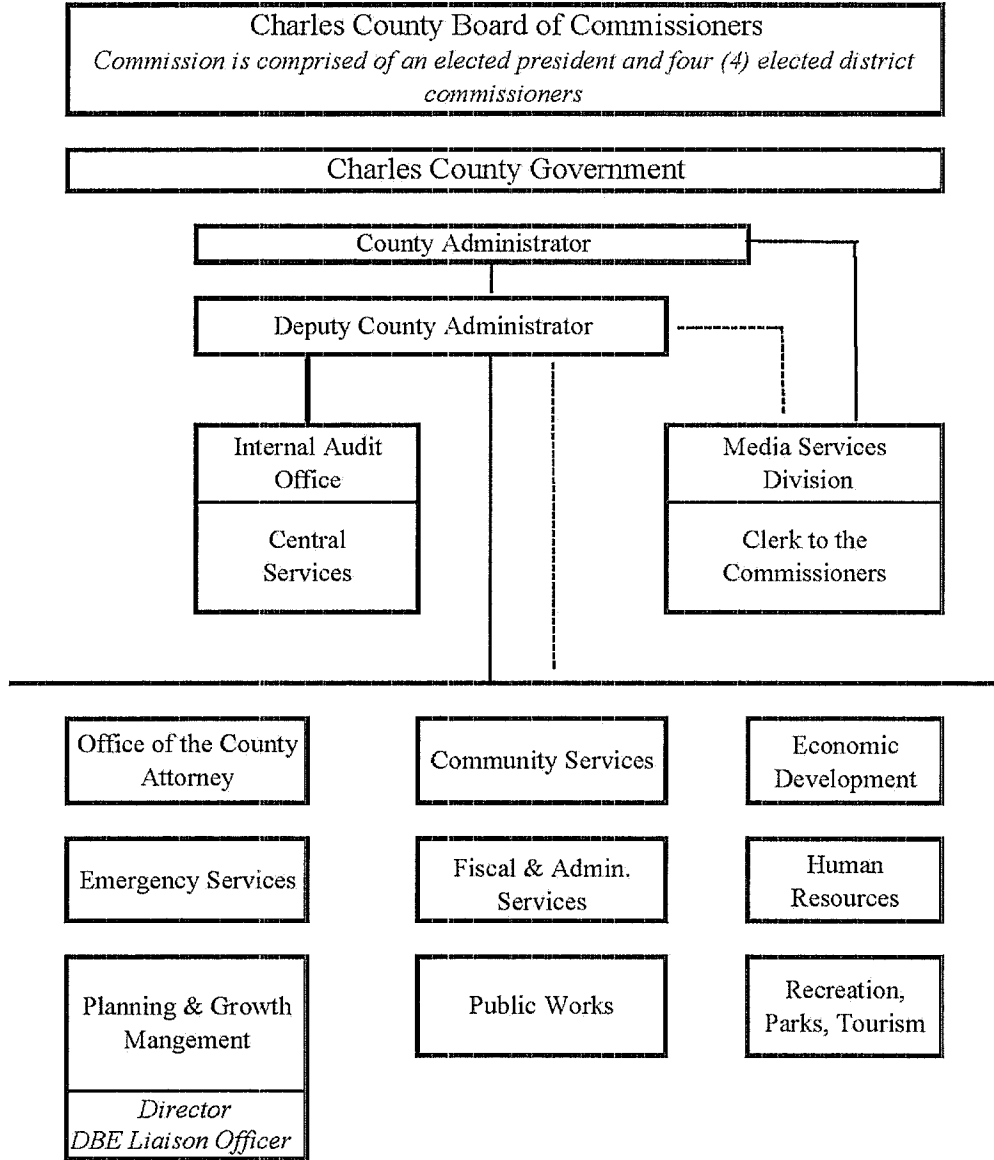 Charles County Board of Commissioners
Commission is comprised of an elected president and four (4) elected district
commissioners
Charles County Government
County Administrator
Deputy County Administrator
Internal Audit
Office
Central
Services
Media Services
Division
Clerk to the
Commissioners
Office of the County
Attorney
Community Services
Economic
Development
Emergency Services
Fiscal & Admin.
Services
Human
Resources
Planning & Growth
Mangement
Director
DBE Liaison Officer
Public Works
Recreation,
Parks, Tourism